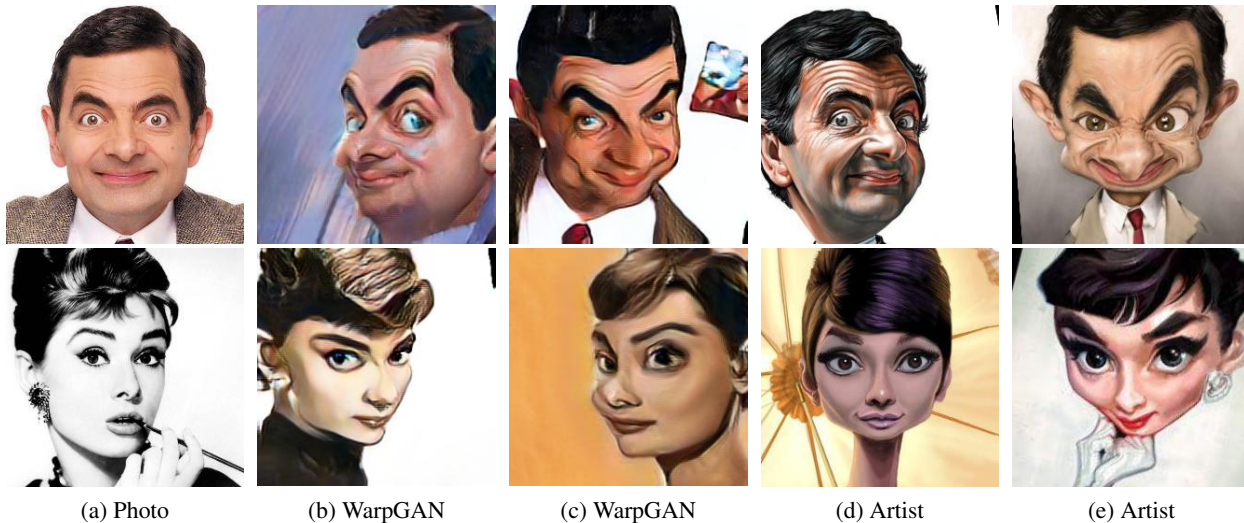 (a) Photo
(b) WarpGAN
(c) WarpGAN
(d) Artist
(e) Artist